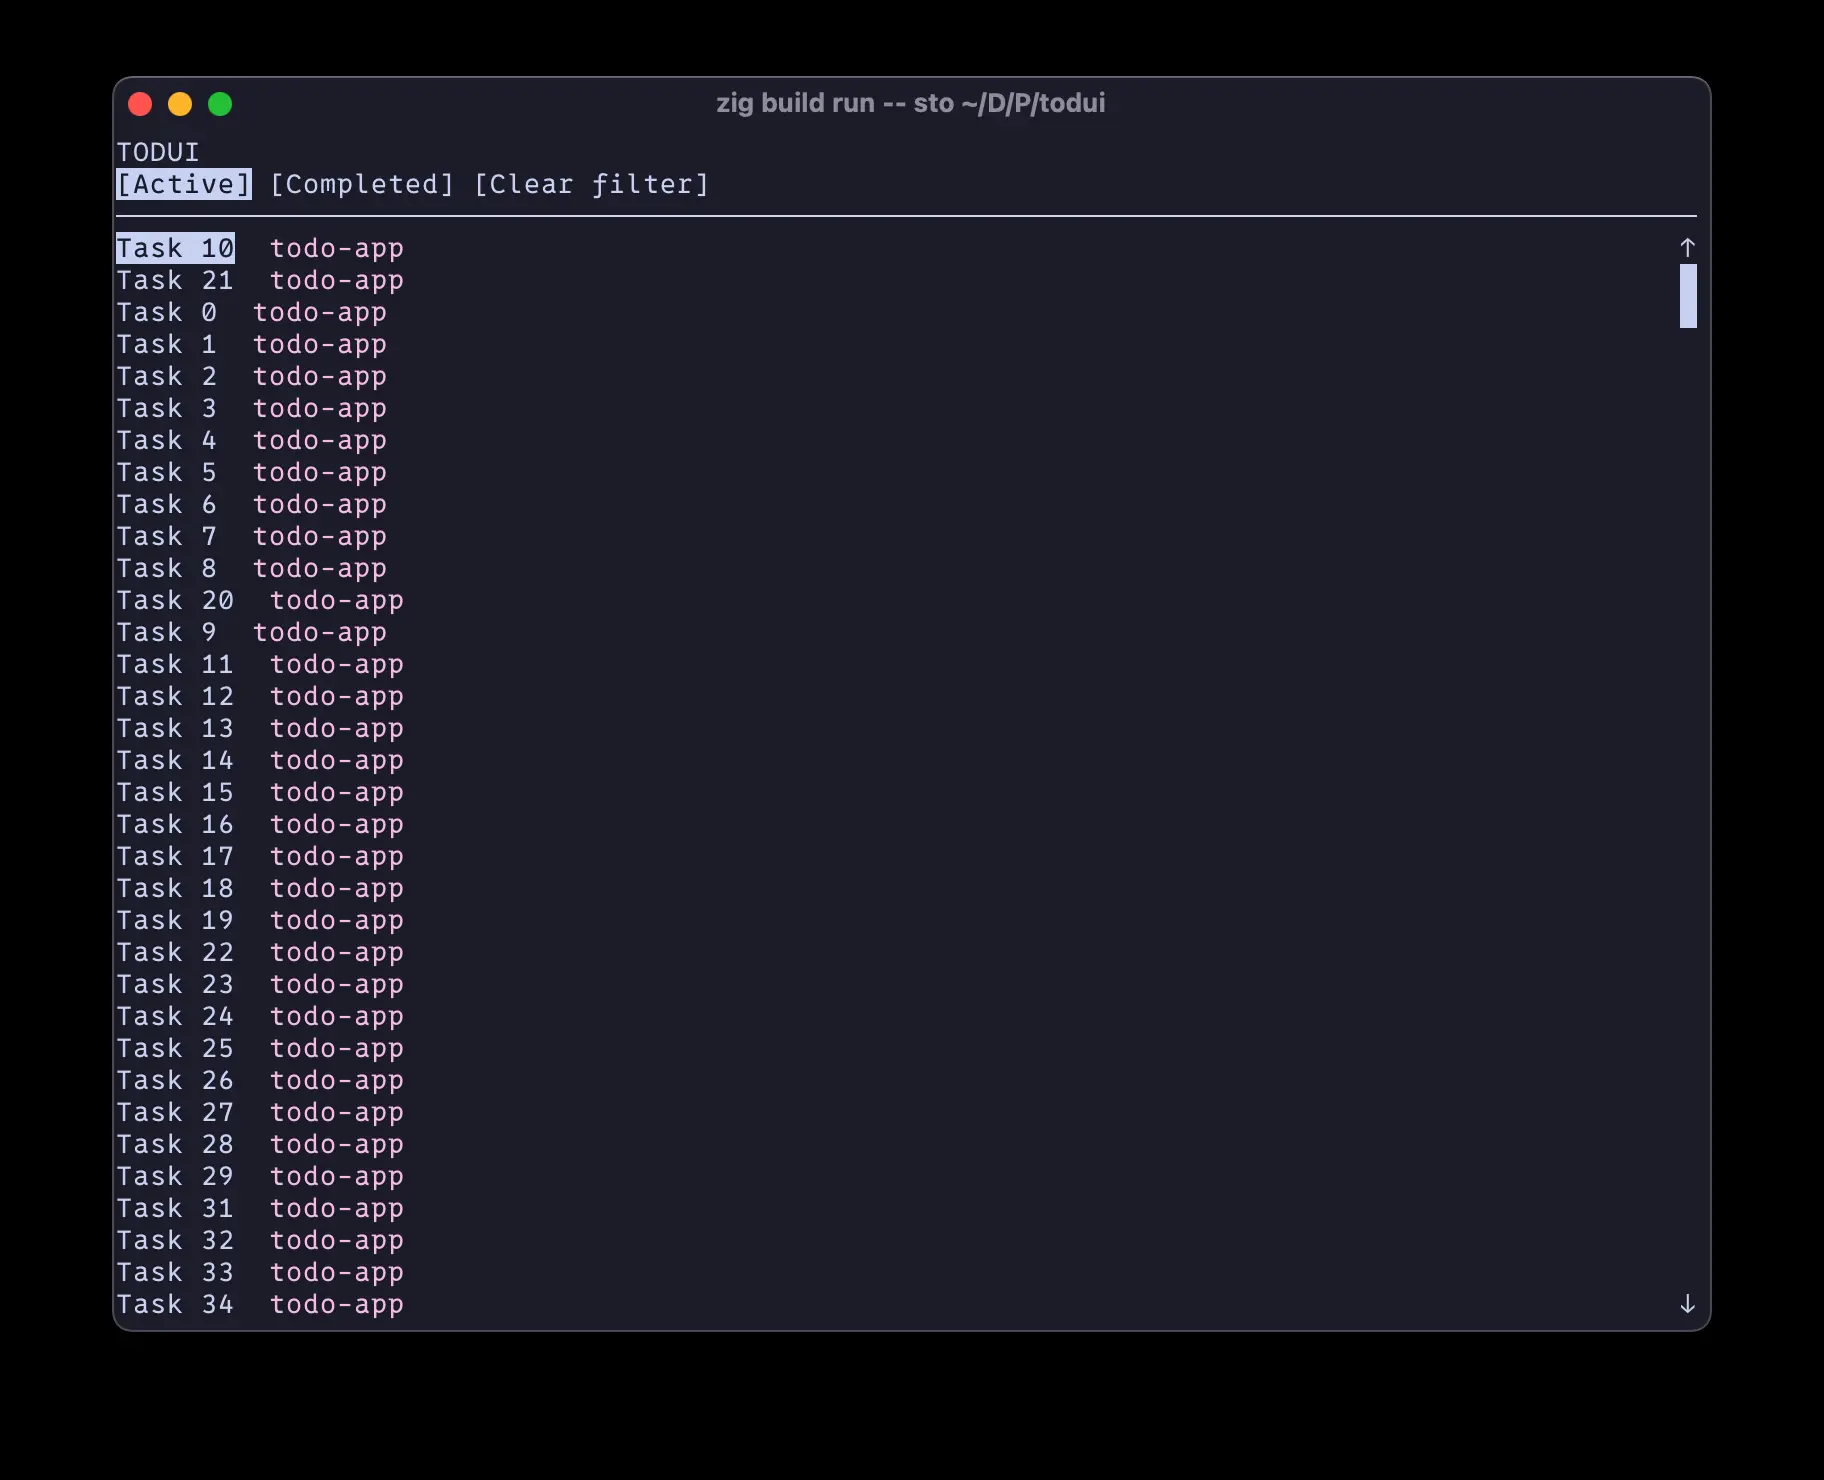 zig build run -- sto ~/D/P/todui
TODUI
[Active] [Completed] [Clear filter]
Task 10  todo-app ↑
Task 21  todo-app
Task 0  todo-app
Task 1  todo-app
Task 2  todo-app
Task 3  todo-app
Task 4  todo-app
Task 5  todo-app
Task 6  todo-app
Task 7  todo-app
Task 8  todo-app
Task 20  todo-app
Task 9  todo-app
Task 11  todo-app
Task 12  todo-app
Task 13  todo-app
Task 14  todo-app
Task 15  todo-app
Task 16  todo-app
Task 17  todo-app
Task 18  todo-app
Task 19  todo-app
Task 22  todo-app
Task 23  todo-app
Task 24  todo-app
Task 25  todo-app
Task 26  todo-app
Task 27  todo-app
Task 28  todo-app
Task 29  todo-app
Task 31  todo-app
Task 32  todo-app
Task 33  todo-app
Task 34  todo-app ↓